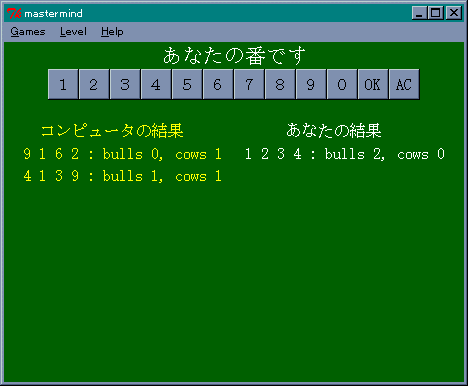 mastermind
Games Level Help
あなたの番です
1 2 3 4 5 6 7 8 9 0 OK AC
コンピュータの結果 あなたの結果
9 1 6 2 : bulls 0, cows 1 1 2 3 4 : bulls 2, cows 0
4 1 3 9 : bulls 1, cows 1